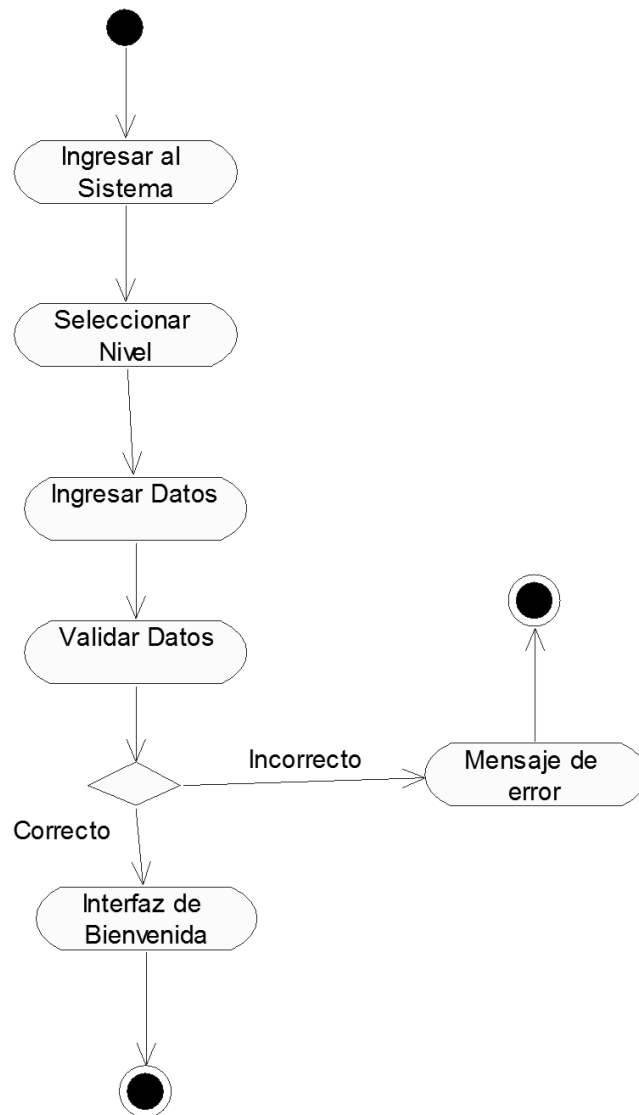 Ingresar al
Sistema
Seleccionar
Nivel
Ingresar Datos
Validar Datos
Incorrecto
Mensaje de
error
Correcto
Interfaz de
Bienvenida